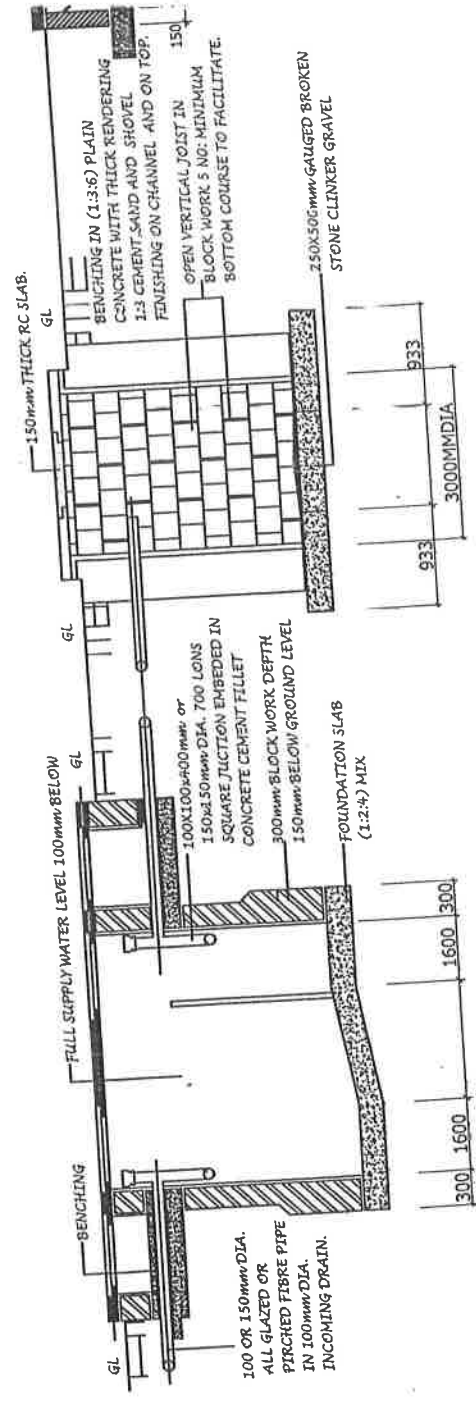 GL
BENCHING
FULL SUPPLY WATER LEVEL 100mm BELOW
GL
GL
150mm THICK RC SLAB.
GL
BENCHING IN (1:3:6) PLAIN
CONCRETE WITH THICK RENDERING
1:3 CEMENT,SAND AND SHOVEL
FINISHING ON CHANNEL AND ON TOP.
150
OPEN VERTICAL JOIST IN
BLOCK WORK 5 NO: MINIMUM
BOTTOM COURSE TO FACILITATE.
100 OR 150mm DIA.
ALL GLAZED OR
PIRCHED FIBRE PIPE
IN 100mm DIA.
INCOMING DRAIN.
100X100x400mm or
150x150mm DIA. 700 LONS
SQUARE JUCTION EMBEDED IN
CONCRETE CEMENT FILLET
300mm BLOCK WORK DEPTH
150mm BELOW GROUND LEVEL
FOUNDATION SLAB
(1:2:4) MIX
250X506mm GAUGED BROKEN
STONE CLINKER GRAVEL
300
1600
1600
300
933
3000MMDIA
933